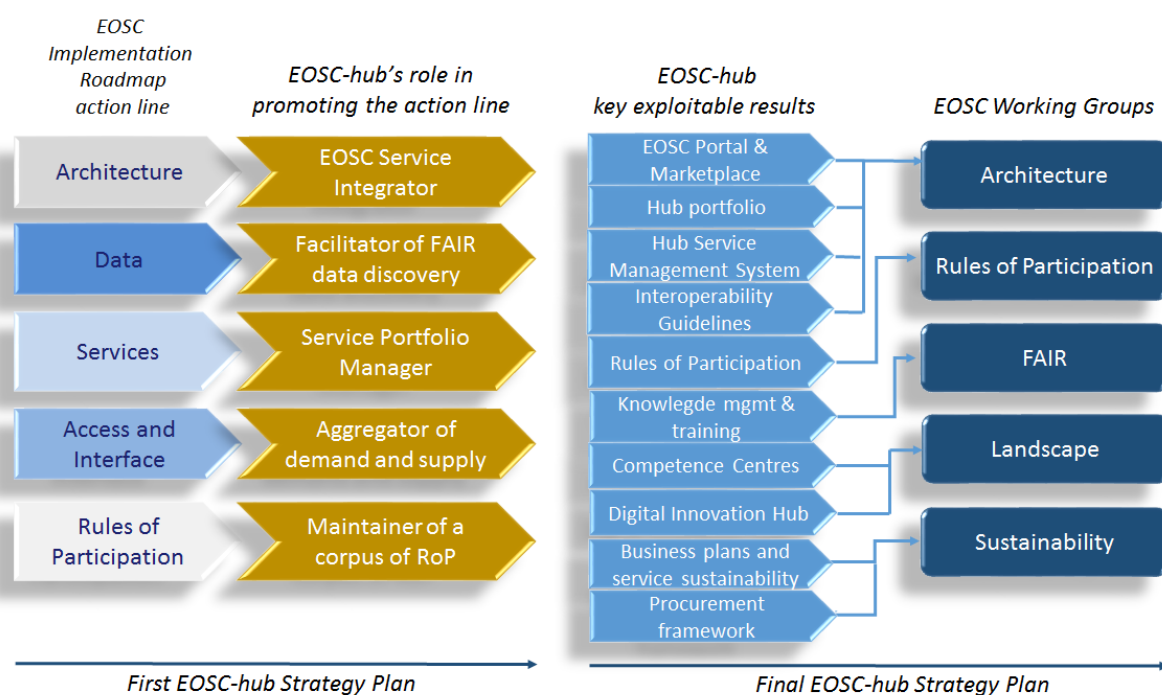 EOSC
Implementation
Roadmap
action line
EOSC-hub's role in
promoting the action line
Architecture
EOSC Service
Integrator
Data
Facilitator of FAIR
data discovery
Services
Service Portfolio
Manager
Access and
Interface
Aggregator of
demand and supply
Rules of
Participation
Maintainer of a
corpus of RoP
First EOSC-hub Strategy Plan
EOSC-hub
key exploitable results
EOSC Working Groups
EOSC Portal &
Marketplace
Hub portfolio
Hub Service
Management System
Interoperability
Guidelines
Rules of Participation
Knowlegde mgmt &
training
Competence Centres
Digital Innovation Hub
Business plans and
service sustainability
Procurement
framework
Architecture
Rules of Participation
FAIR
Landscape
Sustainability
Final EOSC-hub Strategy Plan